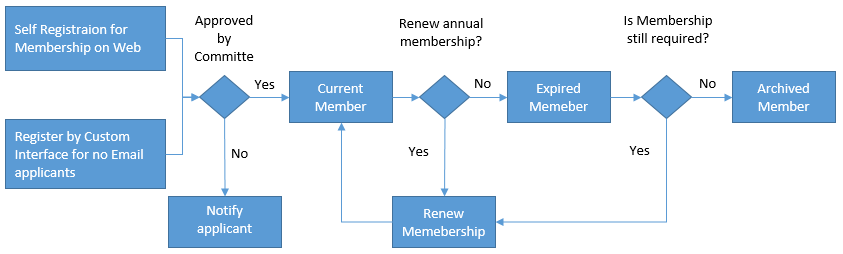 Self Registraion for
Membership on Web
Approved
by
Committe
Renew annual
membership?
Is Membership
still required?
Yes
Current
Member
No
Expired
Memeber
No
Archived
Member
Register by Custom
Interface for no Email
applicants
No
Yes
Yes
Notify
applicant
Renew
Memebership